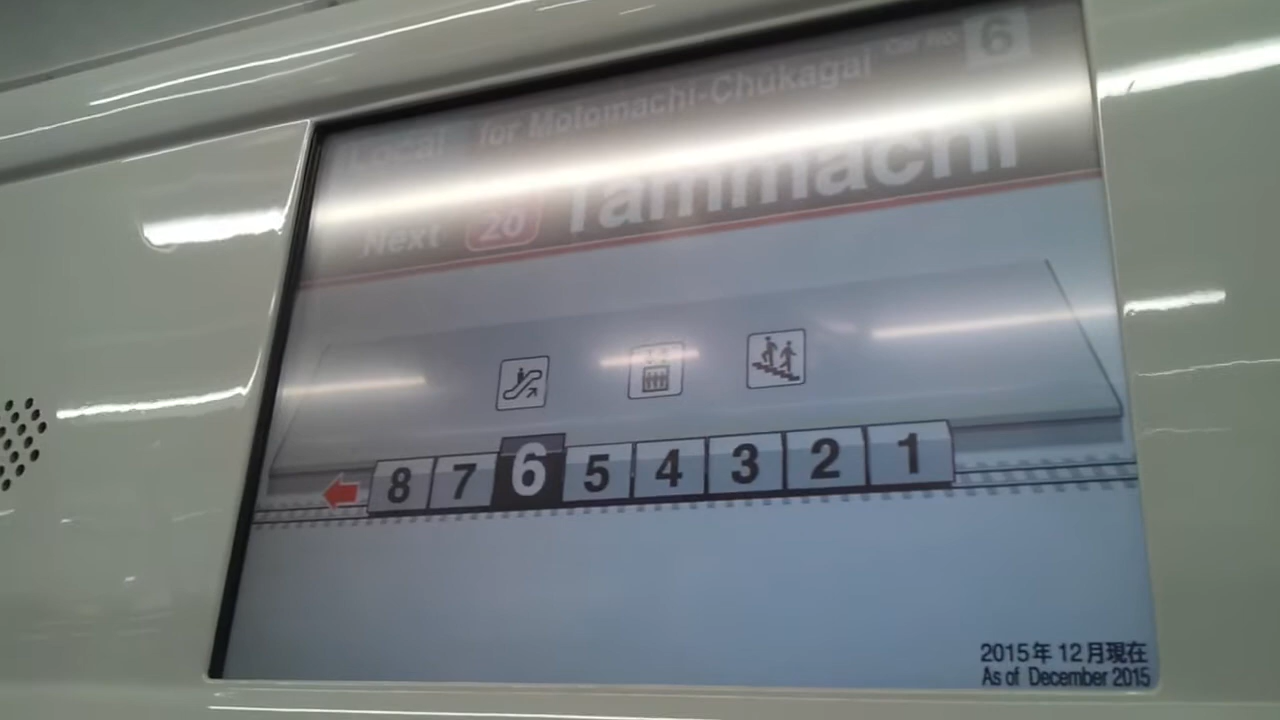 Car No. 6
Local for Motomachi-Chukagai
Next 20 Tammachi
8 7 6 5 4 3 2 1
2015年12月現在
As of December 2015